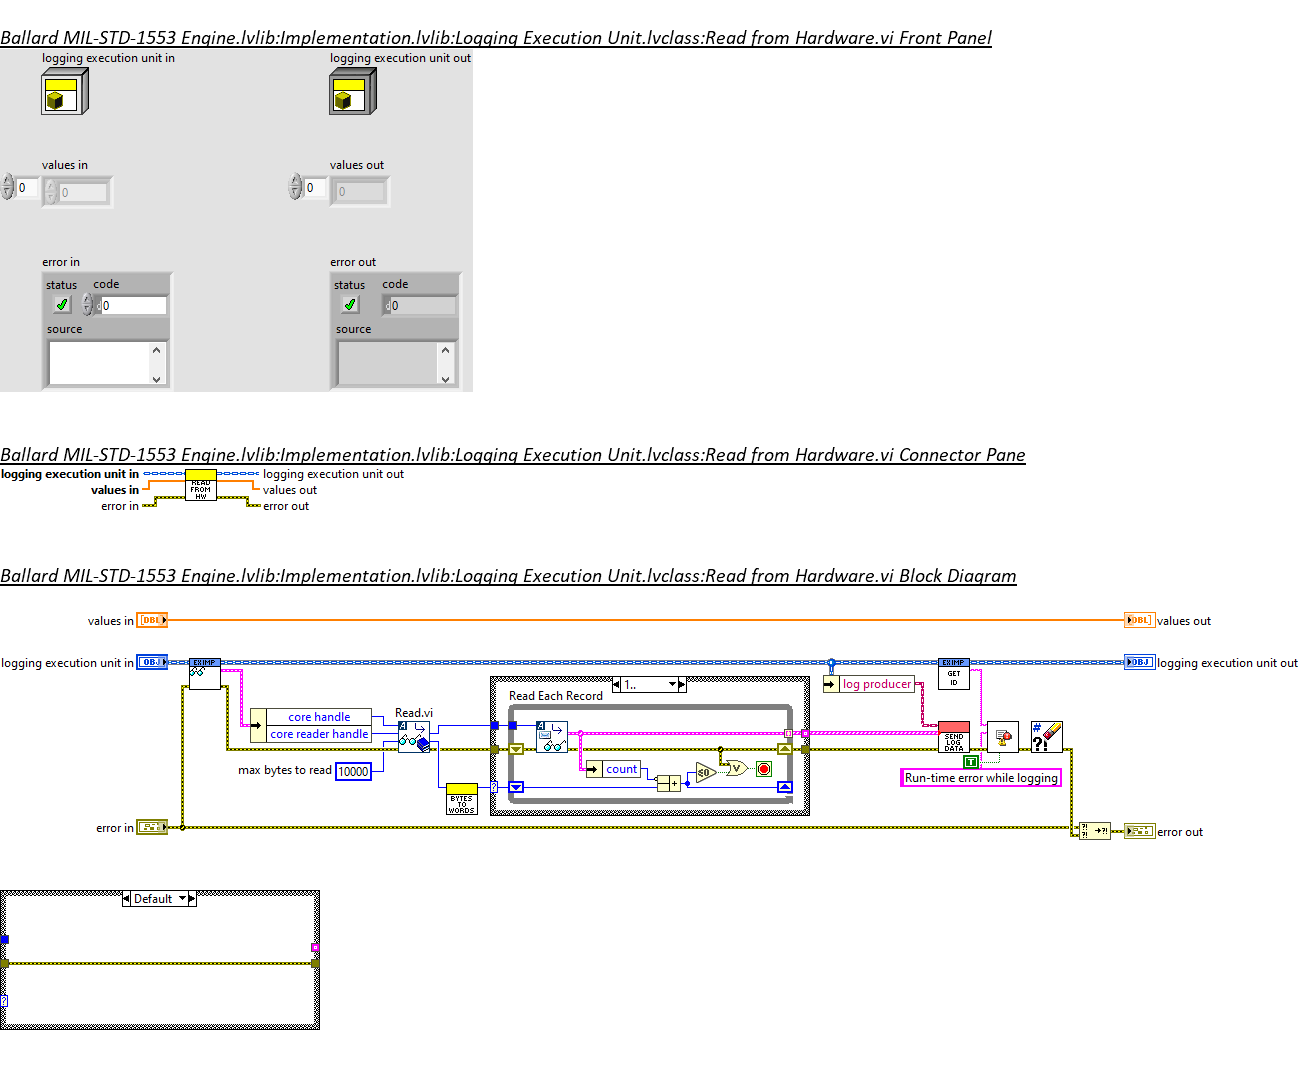 Ballard MIL-STD-1553 Engine.lvlib:Implementation.lvlib:Logging Execution Unit.lvclass:Read from Hardware.vi Front Panel
logging execution unit in
logging execution unit out
values in
values out
0
0
0
0
error in
error out
status code
status code
0
0
source
source
Ballard MIL-STD-1553 Engine.lvlib:Implementation.lvlib:Logging Execution Unit.lvclass:Read from Hardware.vi Connector Pane
logging execution unit in
logging execution unit out
values in
values out
error in
error out
READ
FROM
HW
Ballard MIL-STD-1553 Engine.lvlib:Implementation.lvlib:Logging Execution Unit.lvclass:Read from Hardware.vi Block Diagram
values in
[DBL]
[DBL]
values out
logging execution unit in
OBJ
EXIMP
EXIMP
GET
ID
OBJ
logging execution unit out
1..
log producer
Read Each Record
core handle
core reader handle
Read.vi
max bytes to read
10000
BYTES
TO
WORDS
count
≤0
V
SEND
LOG
DATA
#
?!
T
Run-time error while logging
error in
?!
?!
→?!
error out
Default
?